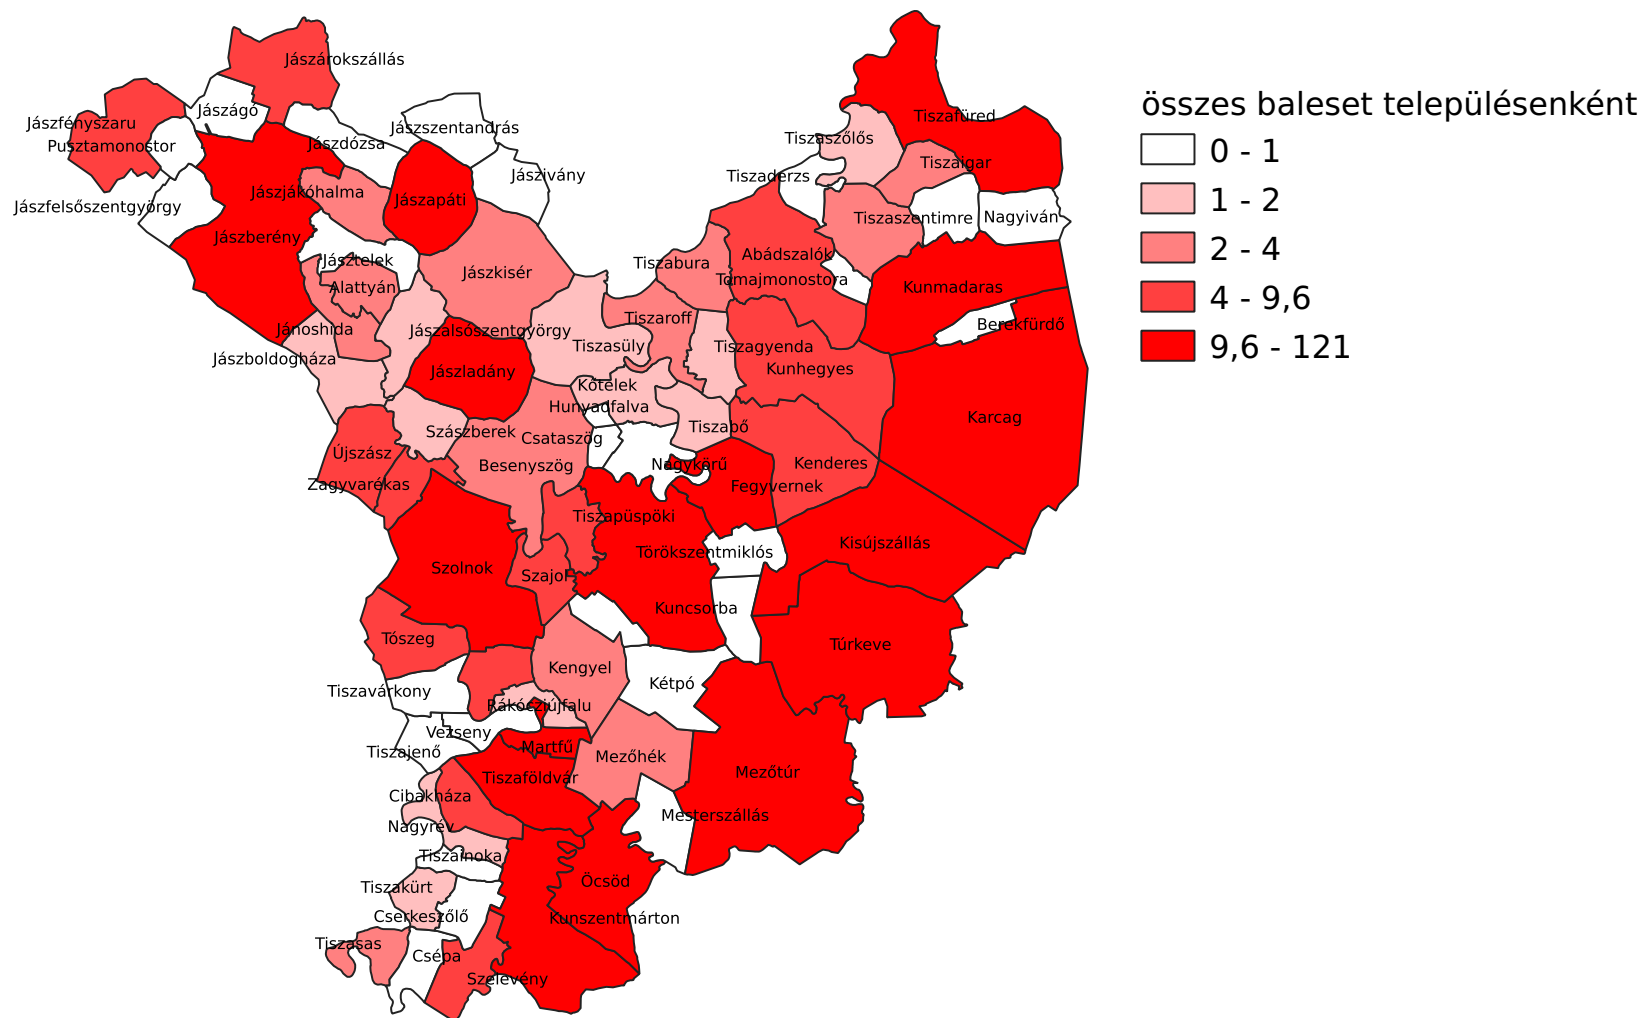 Jászárokszállás
összes baleset településenként
Jászágó
Jászfényszaru
Tiszafüred
Jászszentandrás
Tiszaszőlős
Jászdózsa
Pusztamonostor
0 - 1
Tiszaigar
Jászivány
Tiszaderzs
Jászjákóhalma
Jászapáti
1 - 2
Jászfelsőszentgyörgy
Tiszaszentimre
Nagyiván
Jászberény
2 - 4
Abádszalók
Jásztelek
Tiszabura
Jászkisér
Tomajmonostora
Alattyán
Kunmadaras
4 - 9,6
Tiszaroff
Berekfürdő
Jánoshida
Jászalsószentgyörgy
Tiszasüly
Tiszagyenda
9,6 - 121
Jászboldogháza
Kunhegyes
Jászladány
Kőtelek
Hunyadfalva
Karcag
Tiszabő
Szászberek
Csataszög
Újszász
Besenyszög
Nagykörű
Kenderes
Zagyvarékas
Fegyvernek
Tiszapüspöki
Kisújszállás
Törökszentmiklós
Szolnok
Szajol
Kuncsorba
Tószeg
Túrkeve
Kengyel
Kétpó
Tiszavárkony
Rákócziújfalu
Vezseny
Martfű
Tiszajenő
Mezőhék
Mezőtúr
Tiszaföldvár
Cibakháza
Mesterszállás
Nagyrév
Tiszainoka
Öcsöd
Tiszakürt
Cserkeszőlő
Kunszentmárton
Tiszasas
Csépa
Szelevény